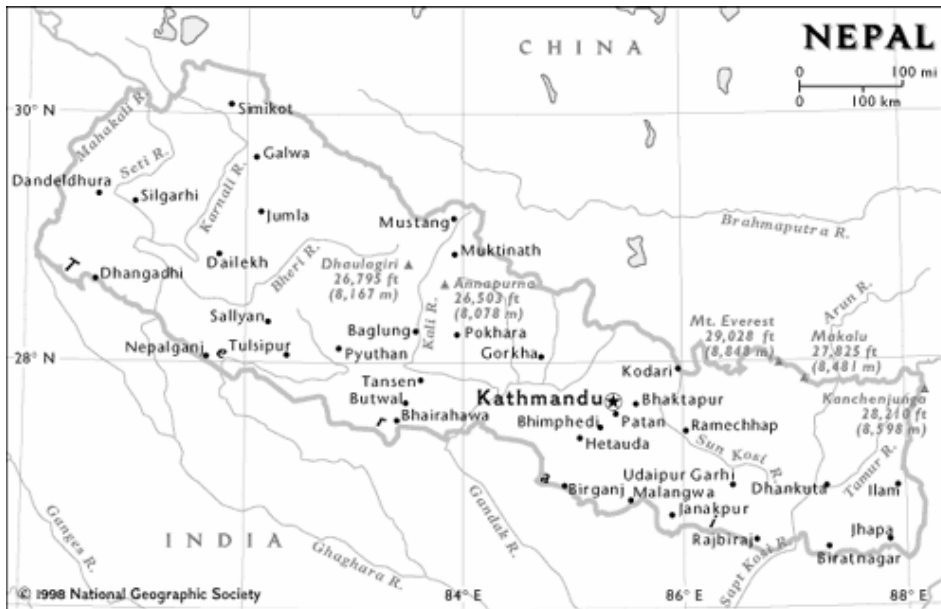 NEPAL
CHINA
0 100 mi
0 100 km
30° N
Mahakali R.
Simikot
Seti R.
Galwa
Dandeldhura
Silgarhi
Karnali R.
Jumla
Mustang
Brahmaputra R.
Dailekh
Bheri R.
Muktinath
T
Dhangadhi
Dhaulagiri
26,795 ft
(8,167 m)
Annapurna
26,503 ft
(8,078 m)
Arun R.
Sallyan
Baglung
Kali R.
Pokhara
Mt. Everest
29,028 ft
(8,848 m)
Makalu
27,825 ft
(8,481 m)
Nepalganj
e
Tulsipur
28° N
Pyuthan
Gorkha
Kodari
Kanchenjunga
28,210 ft
(8,598 m)
Tansen
Butwal
Kathmandu
Bhaktapur
r
Bhairahawa
Bhimphedi
Patan
Ramechhap
Hetauda
Sun Kosi R.
Udaipur Garhi
Dhankuta
Tamur R.
Ilam
a
Birganj
Malangwa
Janakpur
i
Rajbiraj
Jhapa
Biratnagar
Sapt Kosi R.
Gandak R.
INDIA
Ganges R.
Ghaghara R.
© 1998 National Geographic Society
84° E
86° E
88° E